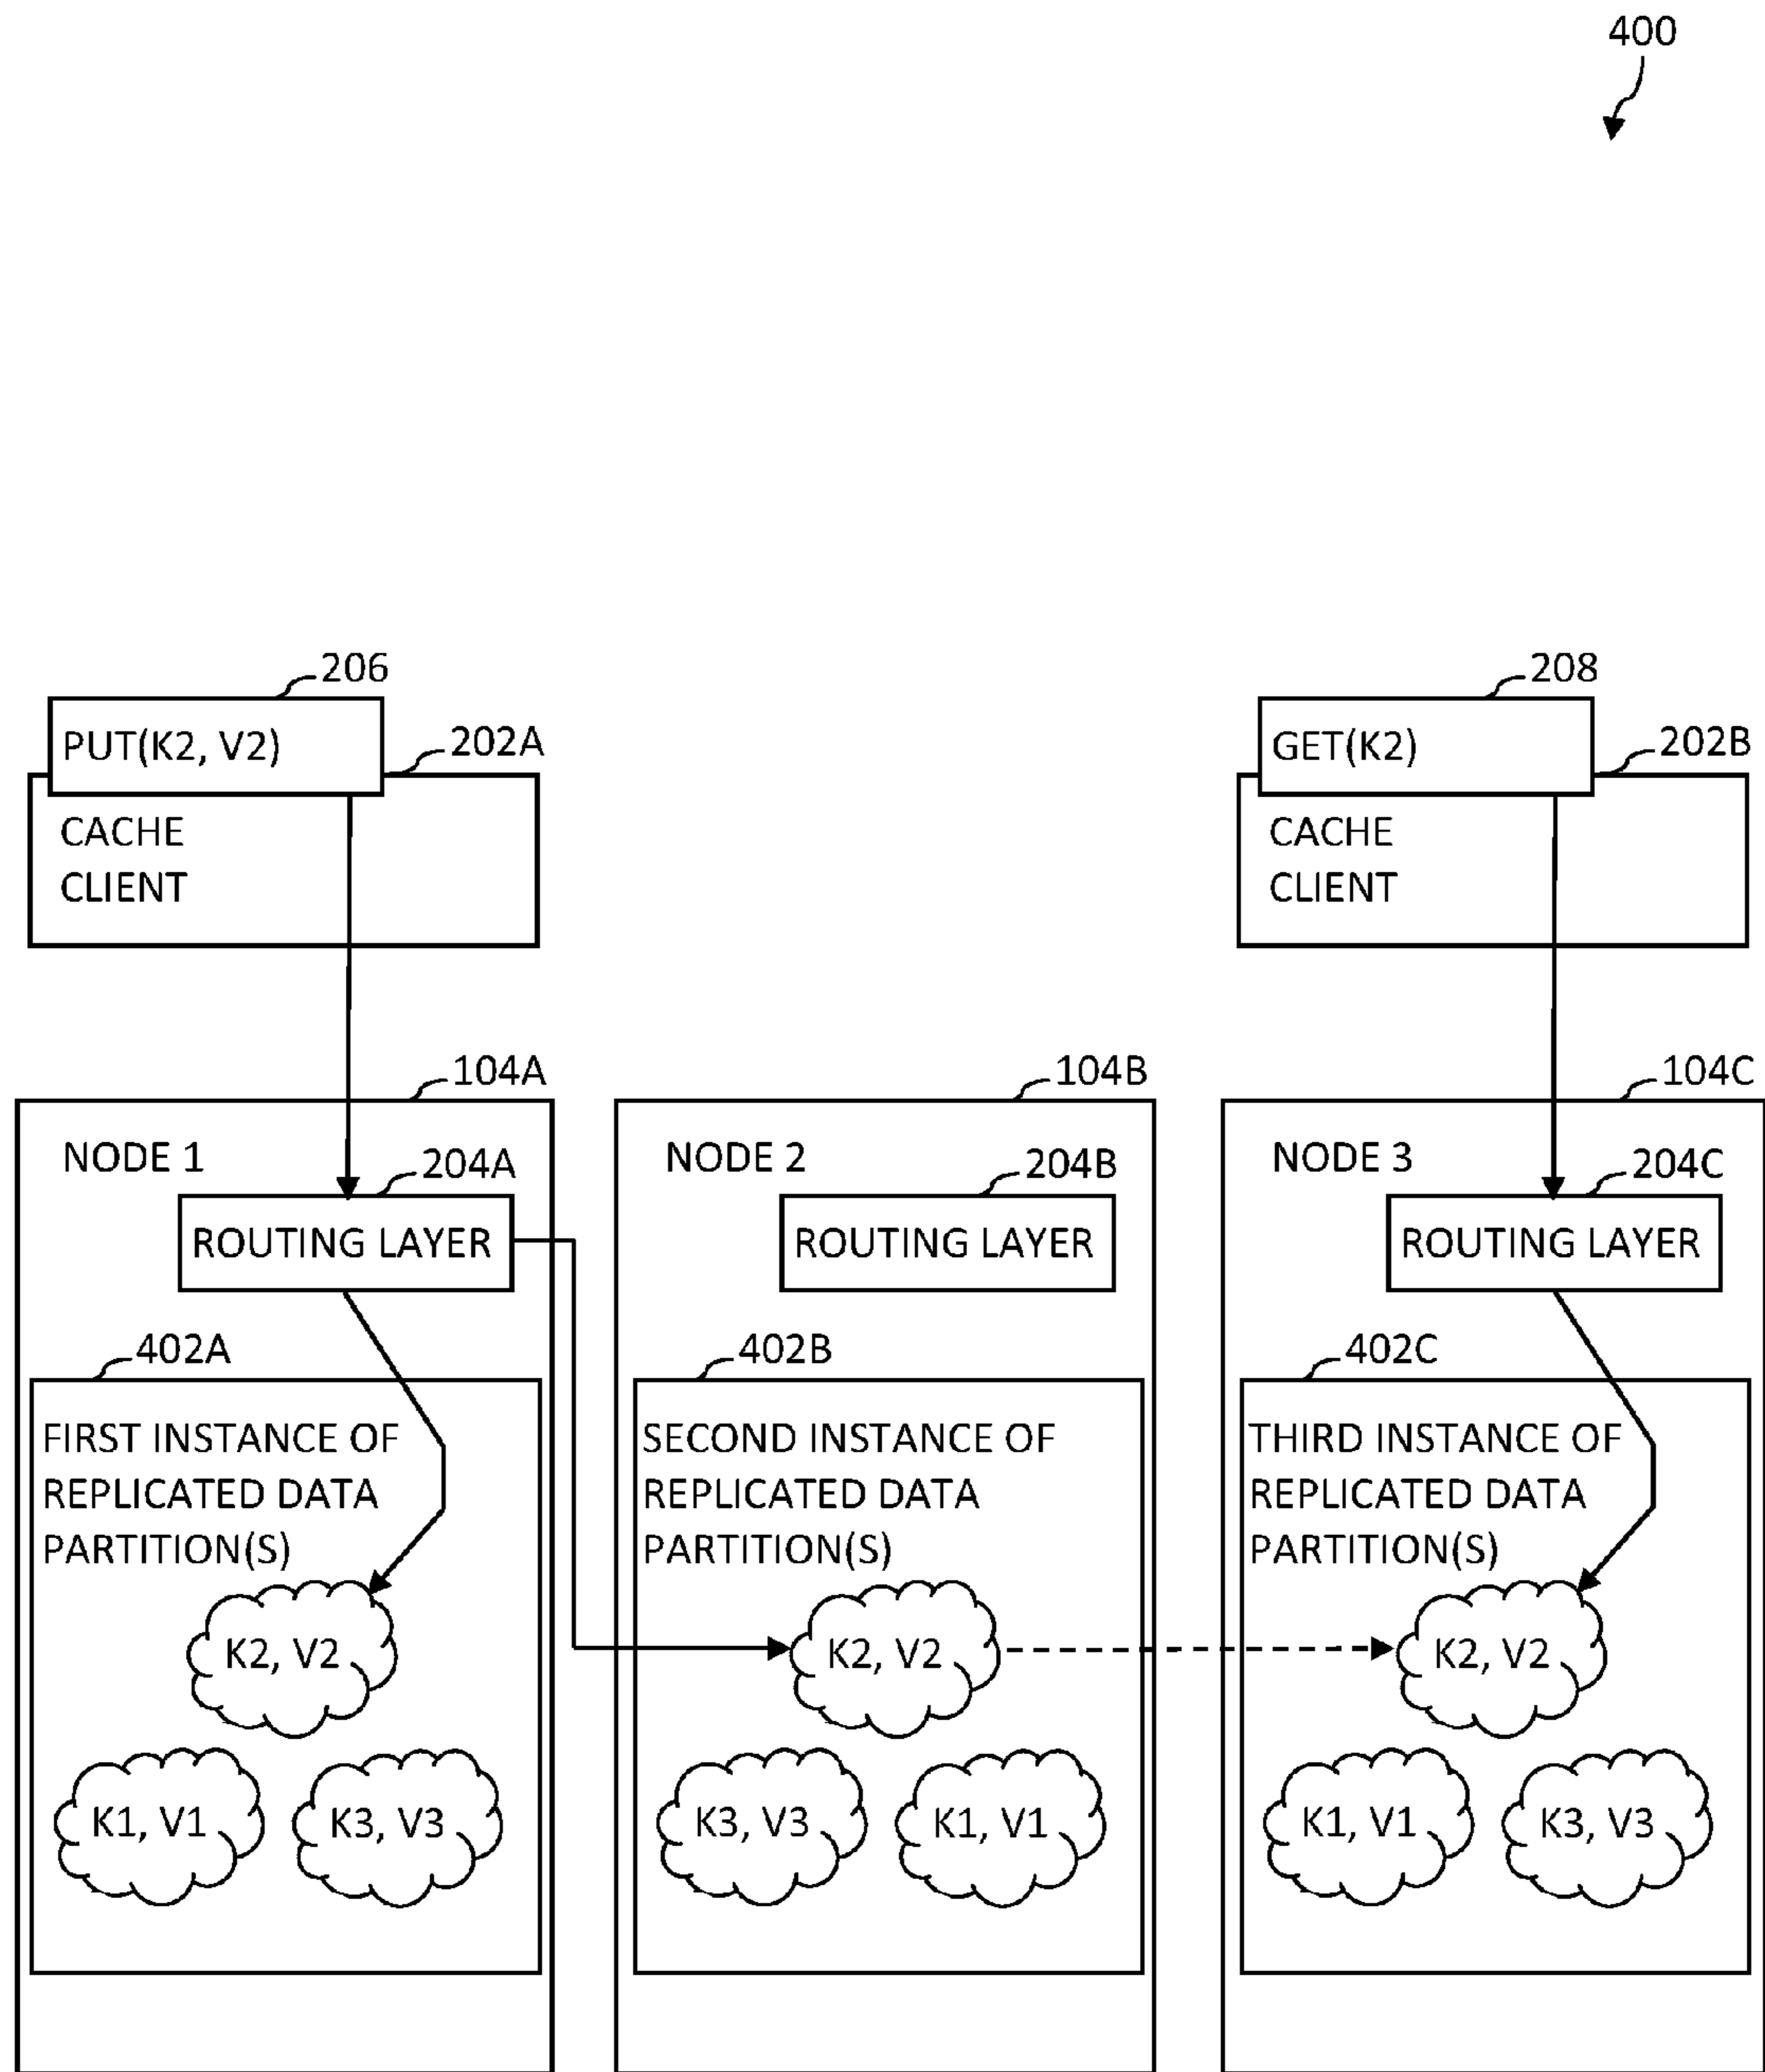 400
206
PUT(K2, V2)
202A
CACHE
CLIENT
208
GET(K2)
202B
CACHE
CLIENT
104A
NODE 1
204A
ROUTING LAYER
402A
FIRST INSTANCE OF
REPLICATED DATA
PARTITION(S)
K2, V2
K1, V1
K3, V3
104B
NODE 2
204B
ROUTING LAYER
402B
SECOND INSTANCE OF
REPLICATED DATA
PARTITION(S)
K2, V2
K3, V3
K1, V1
104C
NODE 3
204C
ROUTING LAYER
402C
THIRD INSTANCE OF
REPLICATED DATA
PARTITION(S)
K2, V2
K1, V1
K3, V3